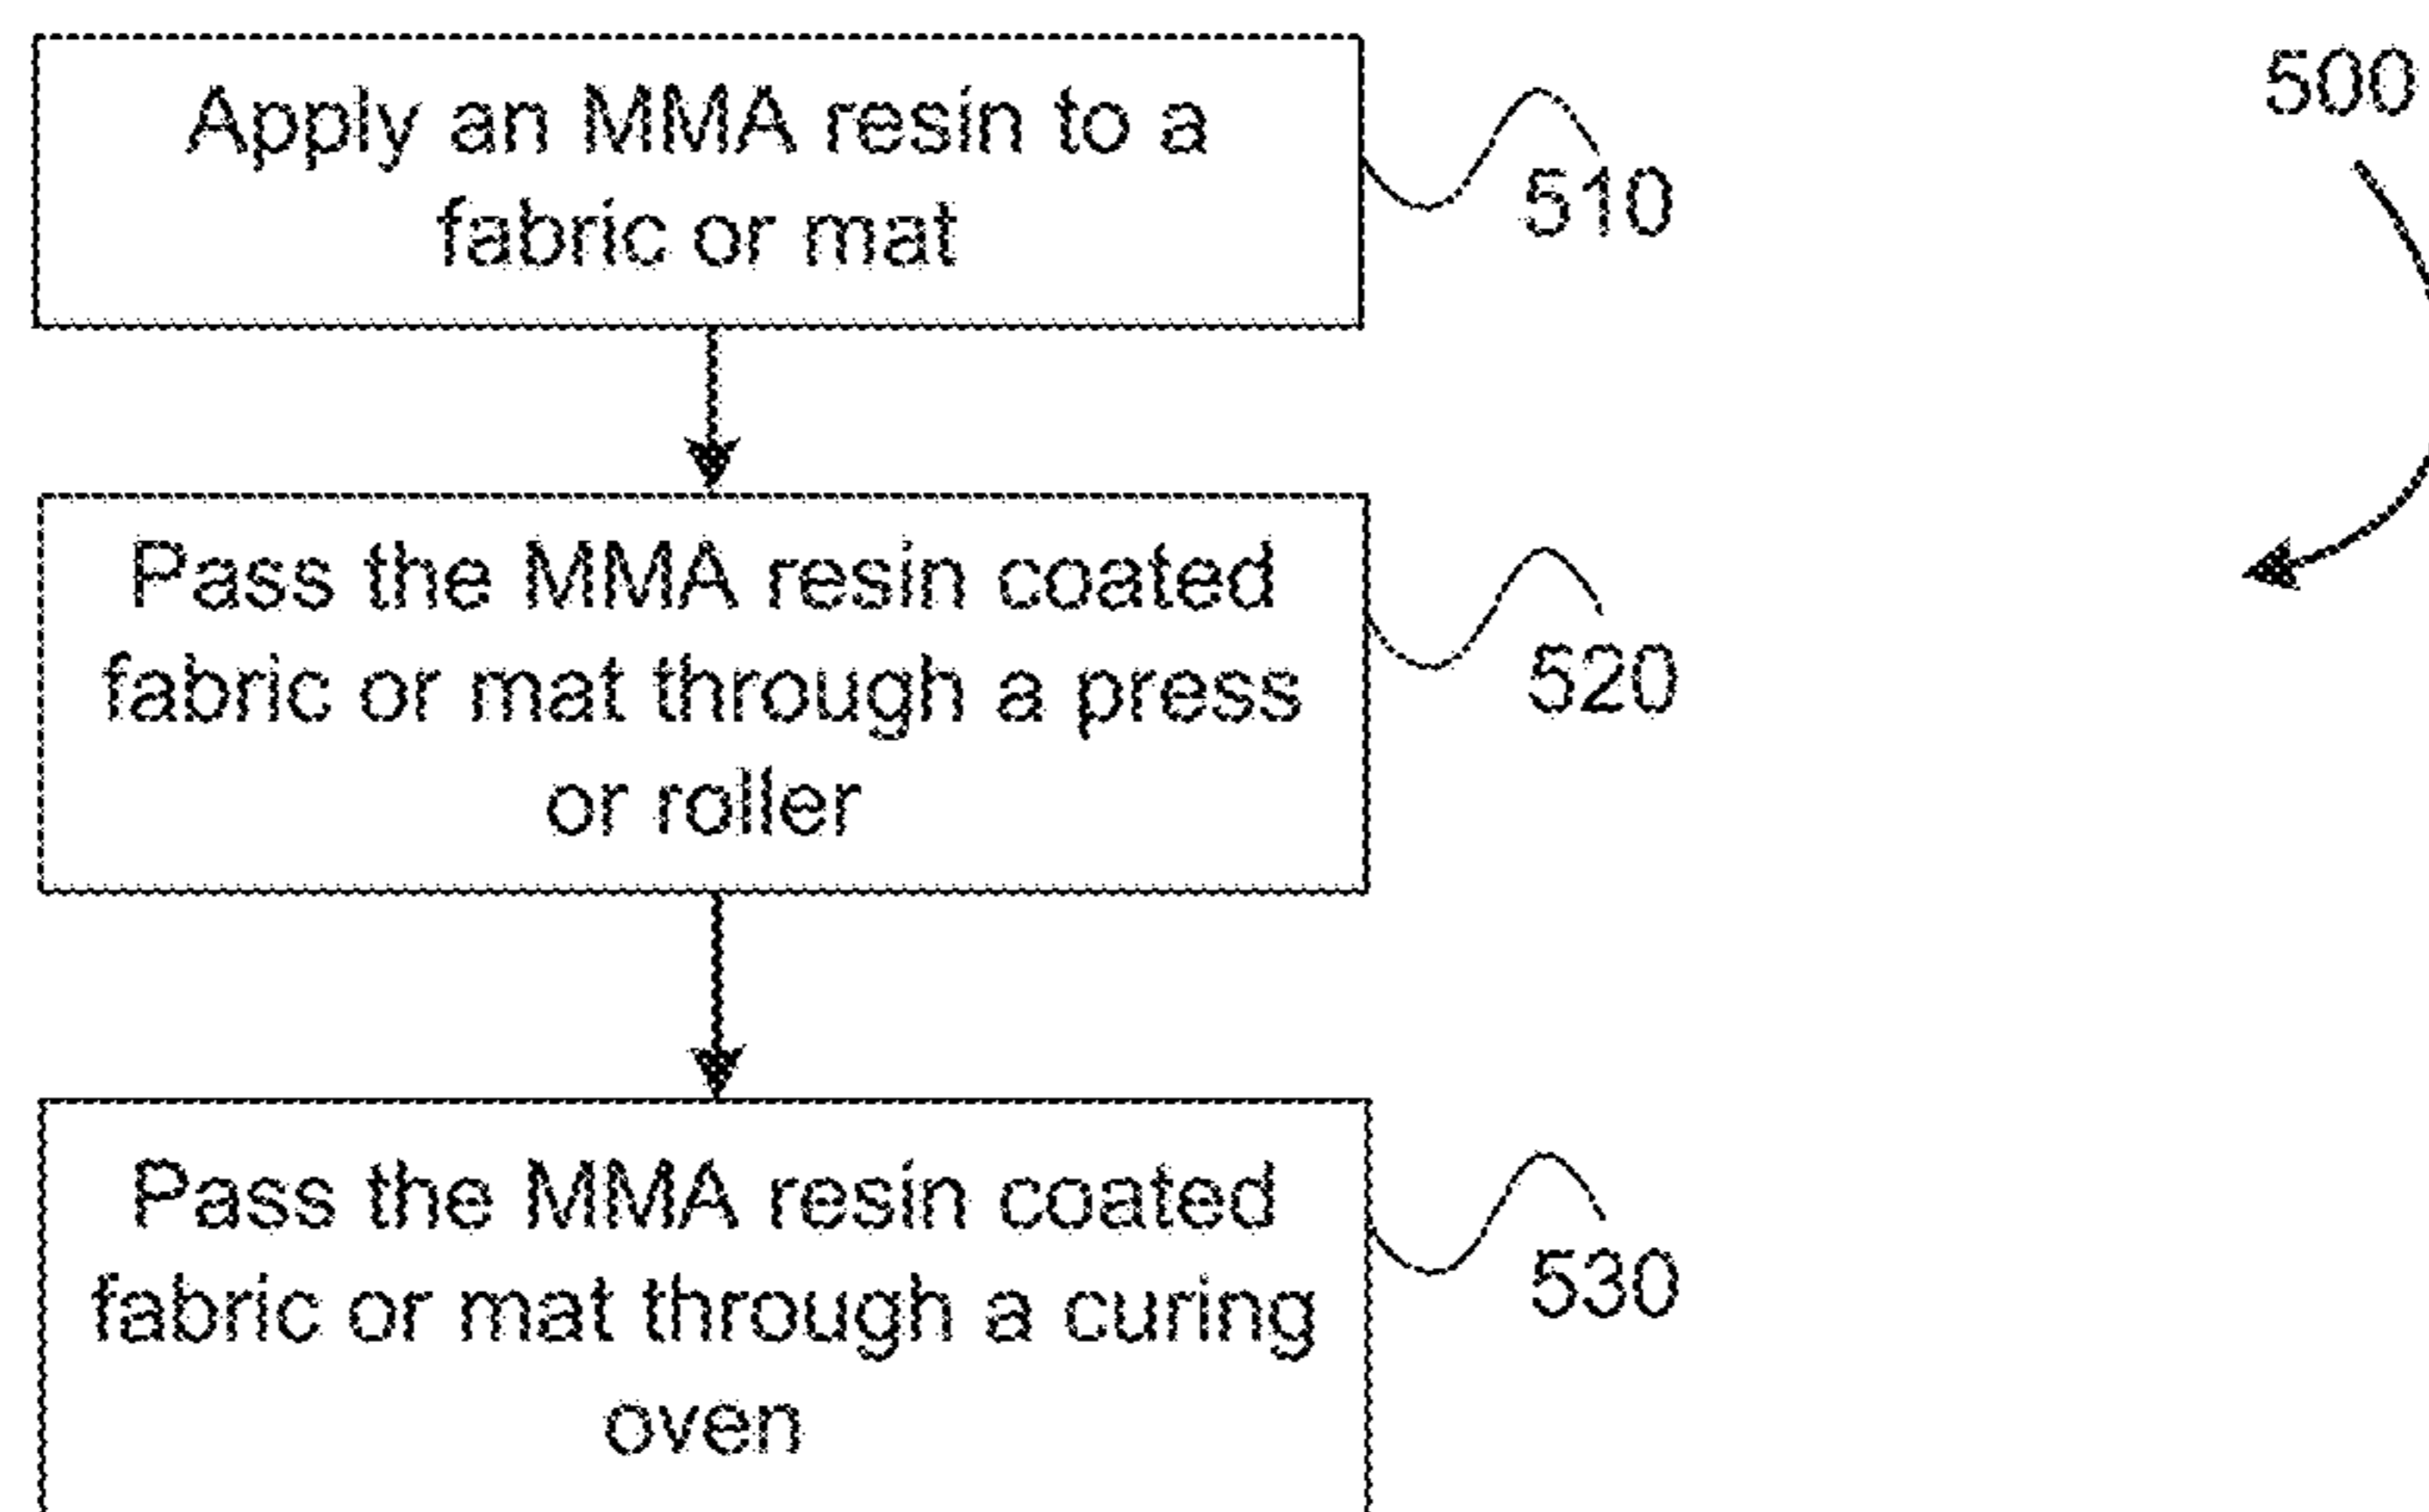 500
Apply an MMA resin to a
fabric or mat
510
Pass the MMA resin coated
fabric or mat through a press
or roller
520
Pass the MMA resin coated
fabric or mat through a curing
oven
530